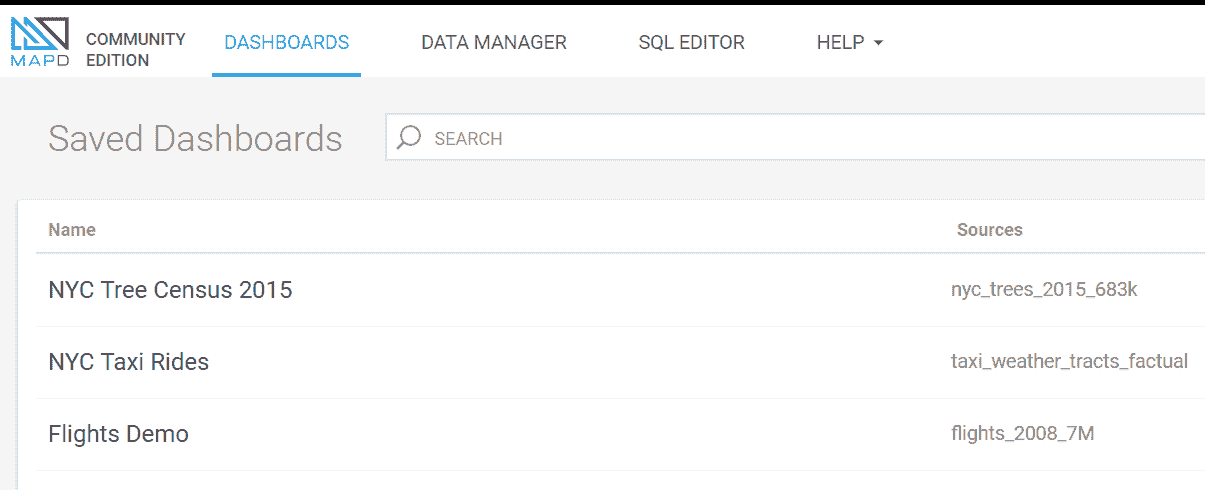 MAPD
COMMUNITY
EDITION
DASHBOARDS DATA MANAGER SQL EDITOR HELP
Saved Dashboards SEARCH
Name Sources
NYC Tree Census 2015 nyc_trees_2015_683k
NYC Taxi Rides taxi_weather_tracts_factual
Flights Demo flights_2008_7M